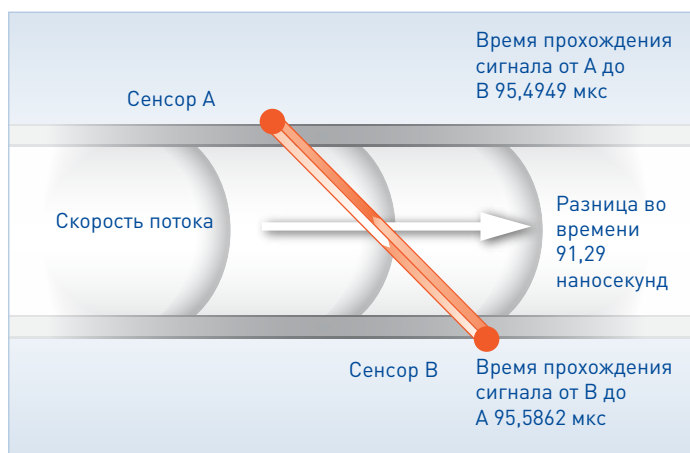 Время прохождения
сигнала от А до
В 95,4949 мкс
Сенсор А
Скорость потока
Разница во
времени
91,29
наносекунд
Сенсор В
Время прохождения
сигнала от В до
А 95,5862 мкс